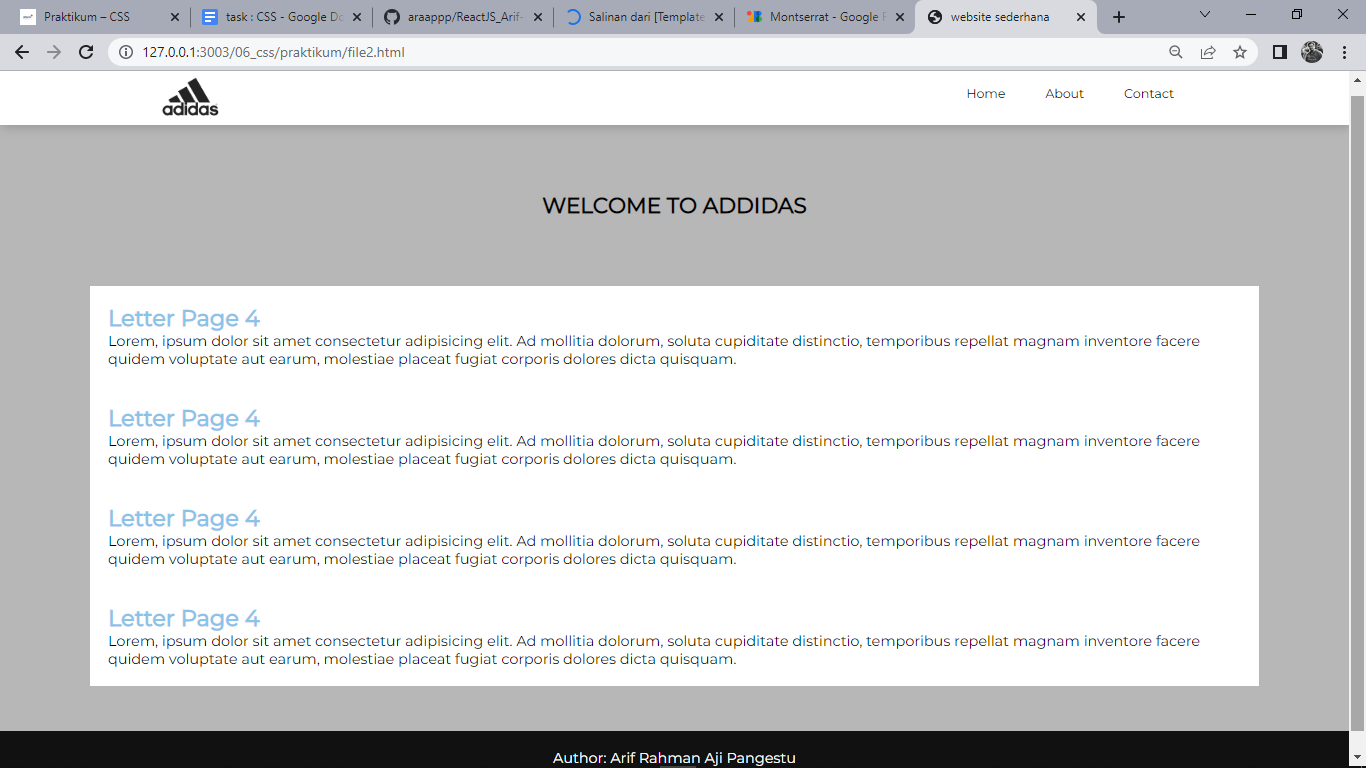 Praktikum – CSS
task : CSS - Google Do
araappp/ReactJS_Arif-
Salinan dari [Template
Montserrat - Google F
website sederhana
127.0.0.1:3003/06_css/praktikum/file2.html
adidas
Home About Contact
WELCOME TO ADDIDAS
Letter Page 4
Lorem, ipsum dolor sit amet consectetur adipisicing elit. Ad mollitia dolorum, soluta cupiditate distinctio, temporibus repellat magnam inventore facere
quidem voluptate aut earum, molestiae placeat fugiat corporis dolores dicta quisquam.
Letter Page 4
Lorem, ipsum dolor sit amet consectetur adipisicing elit. Ad mollitia dolorum, soluta cupiditate distinctio, temporibus repellat magnam inventore facere
quidem voluptate aut earum, molestiae placeat fugiat corporis dolores dicta quisquam.
Letter Page 4
Lorem, ipsum dolor sit amet consectetur adipisicing elit. Ad mollitia dolorum, soluta cupiditate distinctio, temporibus repellat magnam inventore facere
quidem voluptate aut earum, molestiae placeat fugiat corporis dolores dicta quisquam.
Letter Page 4
Lorem, ipsum dolor sit amet consectetur adipisicing elit. Ad mollitia dolorum, soluta cupiditate distinctio, temporibus repellat magnam inventore facere
quidem voluptate aut earum, molestiae placeat fugiat corporis dolores dicta quisquam.
Author: Arif Rahman Aji Pangestu